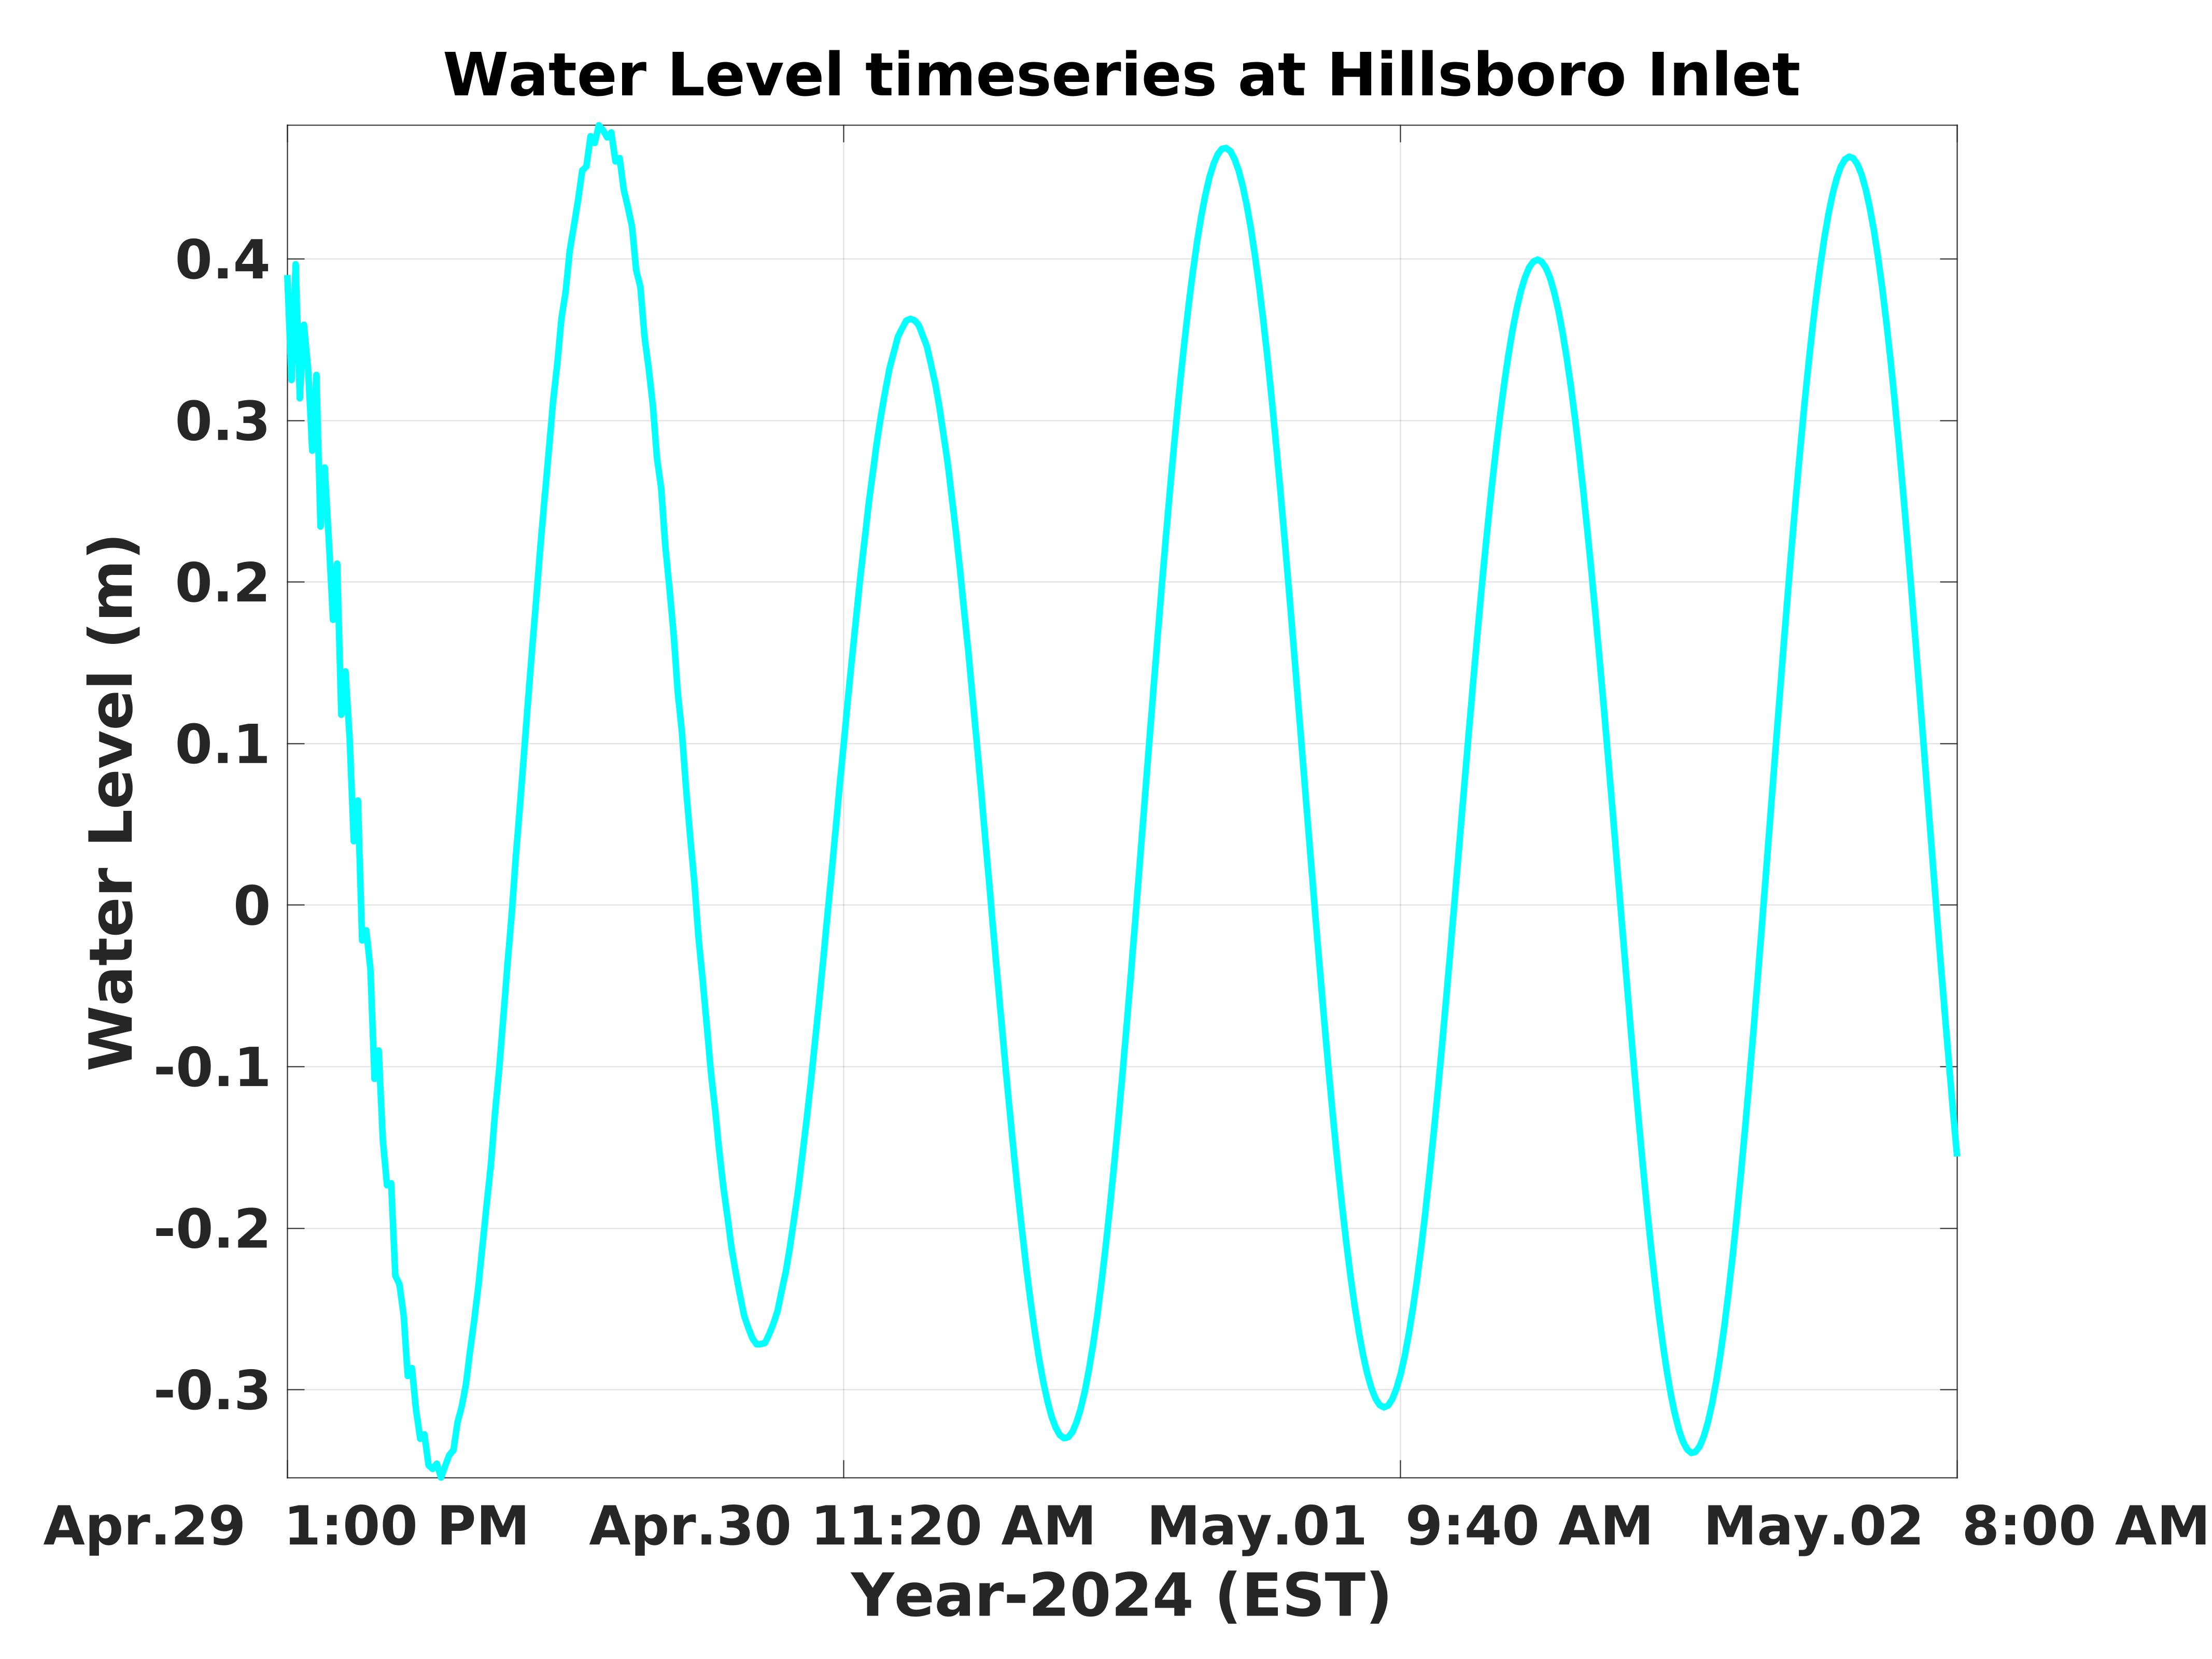 Water Level timeseries at Hillsboro Inlet
0.4
0.3
0.2
0.1
0
-0.1
-0.2
-0.3
Water Level (m)
Apr.29 1:00 PM Apr.30 11:20 AM May.01 9:40 AM May.02 8:00 AM
Year-2024 (EST)